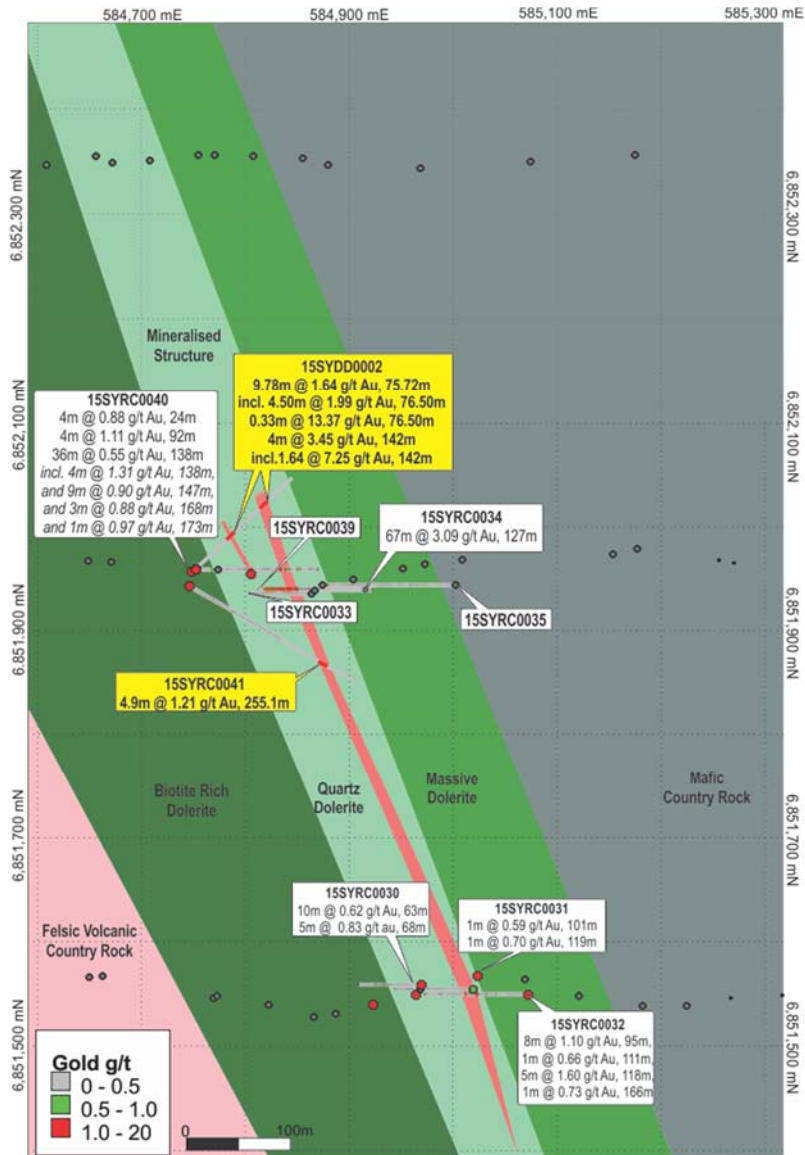 584,700 mE
584,900 mE
585,100 mE
585,300 mE
6,852,300 mN
6,852,300 mN
Mineralised
Structure
15SYDD0002
9.78m @ 1.64 g/t Au, 75.72m
incl. 4.50m @ 1.99 g/t Au, 76.50m
0.33m @ 13.37 g/t Au, 76.50m
4m @ 3.45 g/t Au, 142m
incl.1.64 @ 7.25 g/t Au, 142m
15SYRC0040
4m @ 0.88 g/t Au, 24m
4m @ 1.11 g/t Au, 92m
36m @ 0.55 g/t Au, 138m
incl. 4m @ 1.31 g/t Au, 138m,
and 9m @ 0.90 g/t Au, 147m,
and 3m @ 0.88 g/t Au, 168m
and 1m @ 0.97 g/t Au, 173m
6,852,100 mN
6,852,100 mN
15SYRC0039
15SYRC0034
67m @ 3.09 g/t Au, 127m
15SYRC0033
15SYRC0035
6,851,900 mN
6,851,900 mN
15SYRC0041
4.9m @ 1.21 g/t Au, 255.1m
Biotite Rich
Dolerite
Quartz
Dolerite
Massive
Dolerite
Mafic
Country Rock
6,851,700 mN
6,851,700 mN
15SYRC0030
10m @ 0.62 g/t Au, 63m
5m @ 0.83 g/t au, 68m
15SYRC0031
1m @ 0.59 g/t Au, 101m
1m @ 0.70 g/t Au, 119m
Felsic Volcanic
Country Rock
15SYRC0032
8m @ 1.10 g/t Au, 95m,
1m @ 0.66 g/t Au, 111m,
5m @ 1.60 g/t Au, 118m,
1m @ 0.73 g/t Au, 166m
6,851,500 mN
6,851,500 mN
Gold g/t
0 - 0.5
0.5 - 1.0
1.0 - 20
0
100m